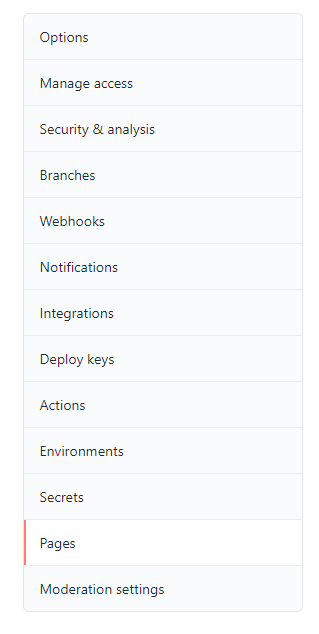 Options
Manage access
Security & analysis
Branches
Webhooks
Notifications
Integrations
Deploy keys
Actions
Environments
Secrets
Pages
Moderation settings